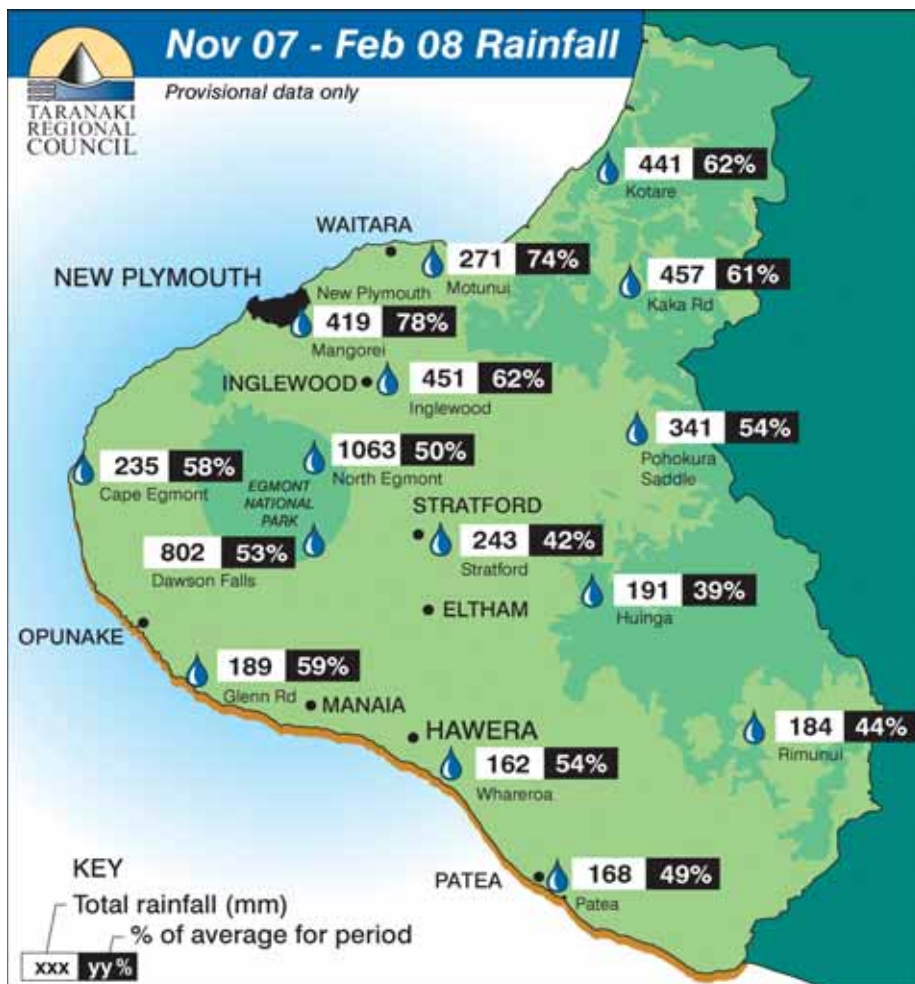 Nov 07 - Feb 08 Rainfall
Provisional data only
TARANAKI
REGIONAL
COUNCIL
441 62%
Kotare
WAITARA
271 74%
Motunui
NEW PLYMOUTH
457 61%
Kaka Rd
New Plymouth
419 78%
Mangorei
INGLEWOOD
451 62%
Inglewood
341 54%
Pohokura
Saddle
235 58%
Cape Egmont
1063 50%
North Egmont
EGMONT
NATIONAL
PARK
STRATFORD
802 53%
Dawson Falls
243 42%
Stratford
191 39%
Huinga
ELTHAM
OPUNAKE
189 59%
Glenn Rd
MANAIA
HAWERA
184 44%
Rimunui
162 54%
Whareroa
PATEA
168 49%
Patea
KEY
Total rainfall (mm)
% of average for period
xxx yy%